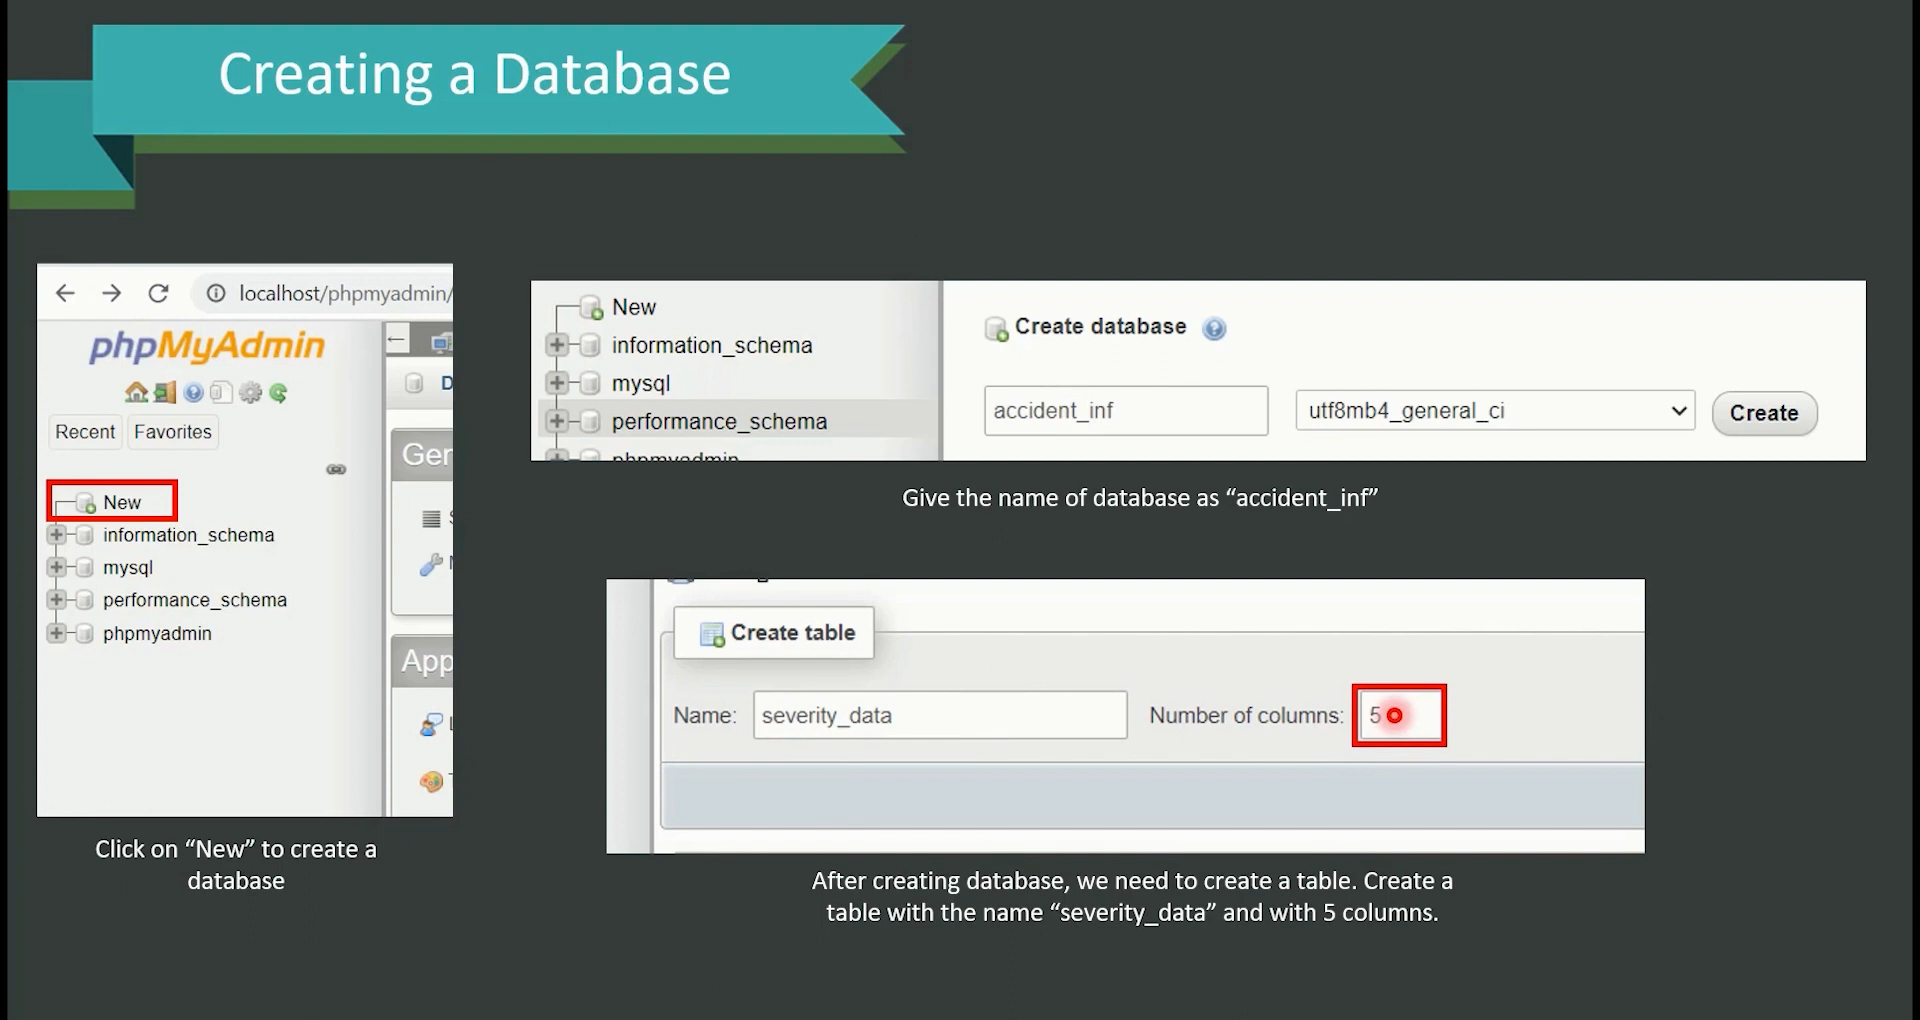 Creating a Database
localhost/phpmyadmin/
phpMyAdmin
Recent
Favorites
New
information_schema
mysql
performance_schema
phpmyadmin
D
Ger
App
Click on “New” to create a
database
New
information_schema
mysql
performance_schema
phpmyadmin
Create database
accident_inf
utf8mb4_general_ci
Create
Give the name of database as “accident_inf”
Create table
Name:
severity_data
Number of columns:
5
After creating database, we need to create a table. Create a
table with the name “severity_data” and with 5 columns.